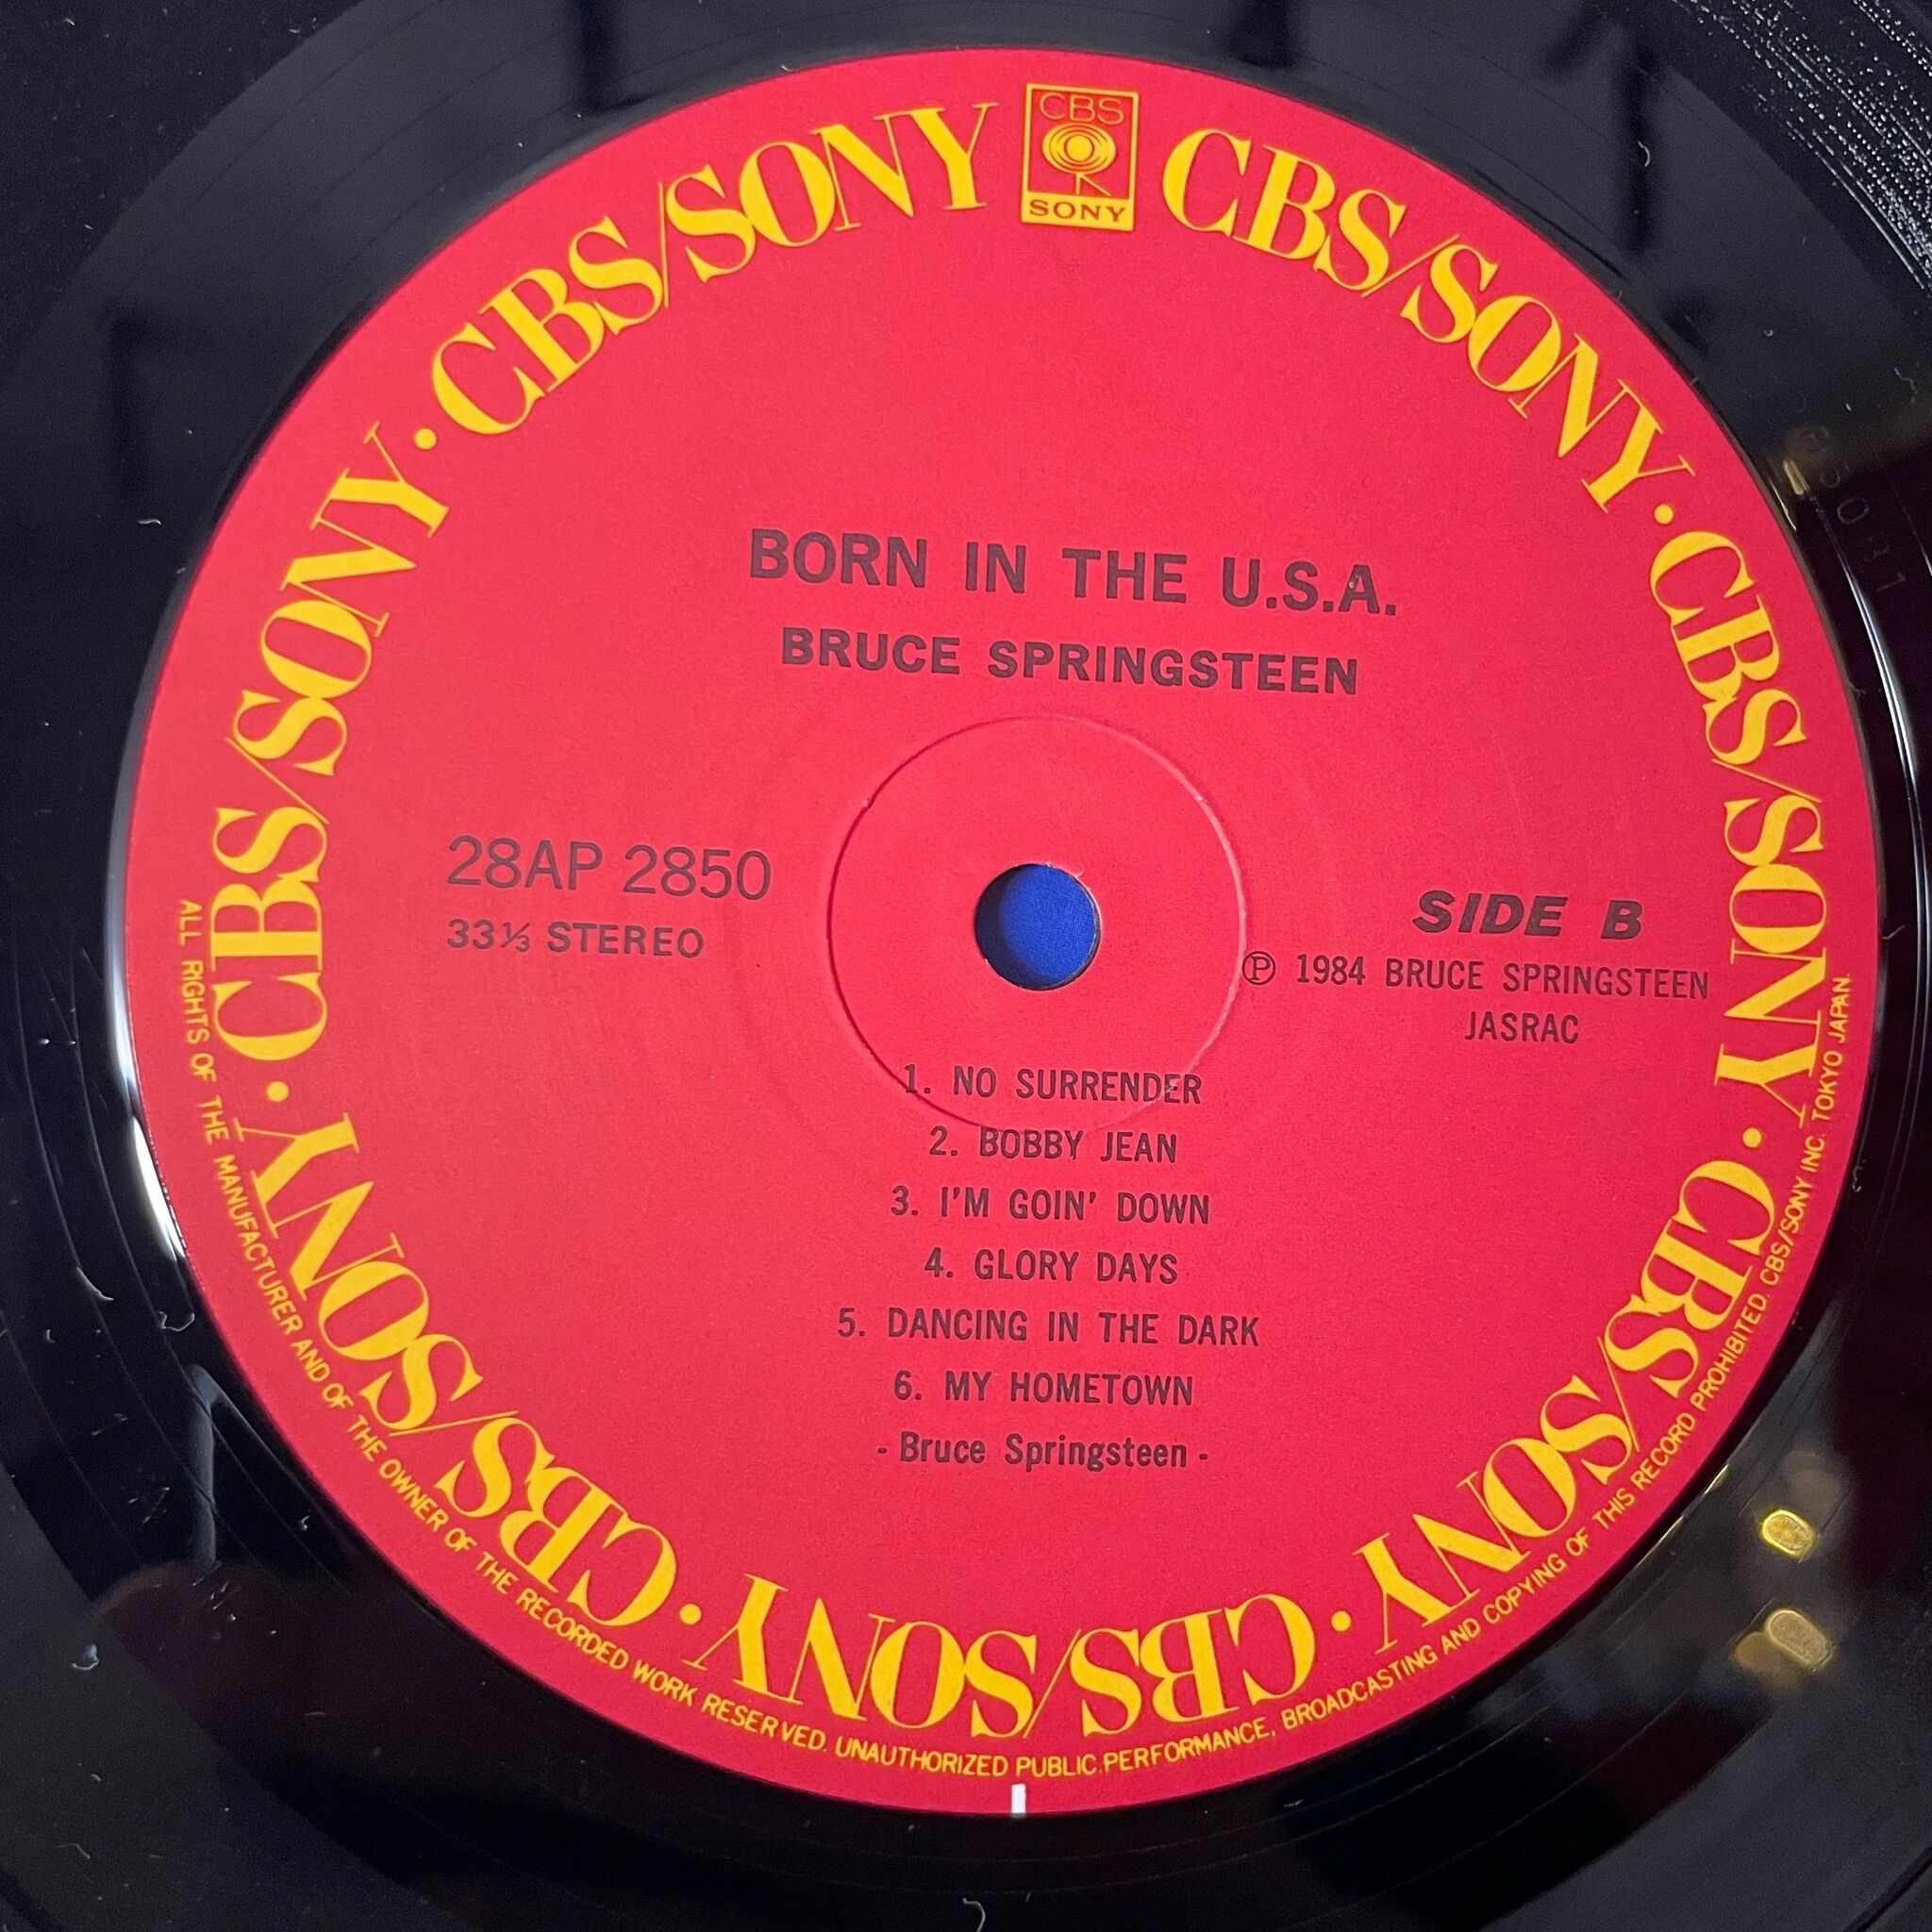 CBS
SONY
CBS/SONY · CBS/SONY · CBS/SONY · CBS/SONY · CBS/SONY · CBS/SONY · CBS/SONY
BORN IN THE U.S.A.
BRUCE SPRINGSTEEN
28AP 2850
33⅓ STEREO
SIDE B
Ⓟ 1984 BRUCE SPRINGSTEEN
JASRAC
1. NO SURRENDER
2. BOBBY JEAN
3. I'M GOIN' DOWN
4. GLORY DAYS
5. DANCING IN THE DARK
6. MY HOMETOWN
- Bruce Springsteen -
ALL RIGHTS OF THE MANUFACTURER AND OF THE OWNER OF THE RECORDED WORK RESERVED. UNAUTHORIZED PUBLIC PERFORMANCE, BROADCASTING AND COPYING OF THIS RECORD PROHIBITED. CBS/SONY INC. TOKYO JAPAN.